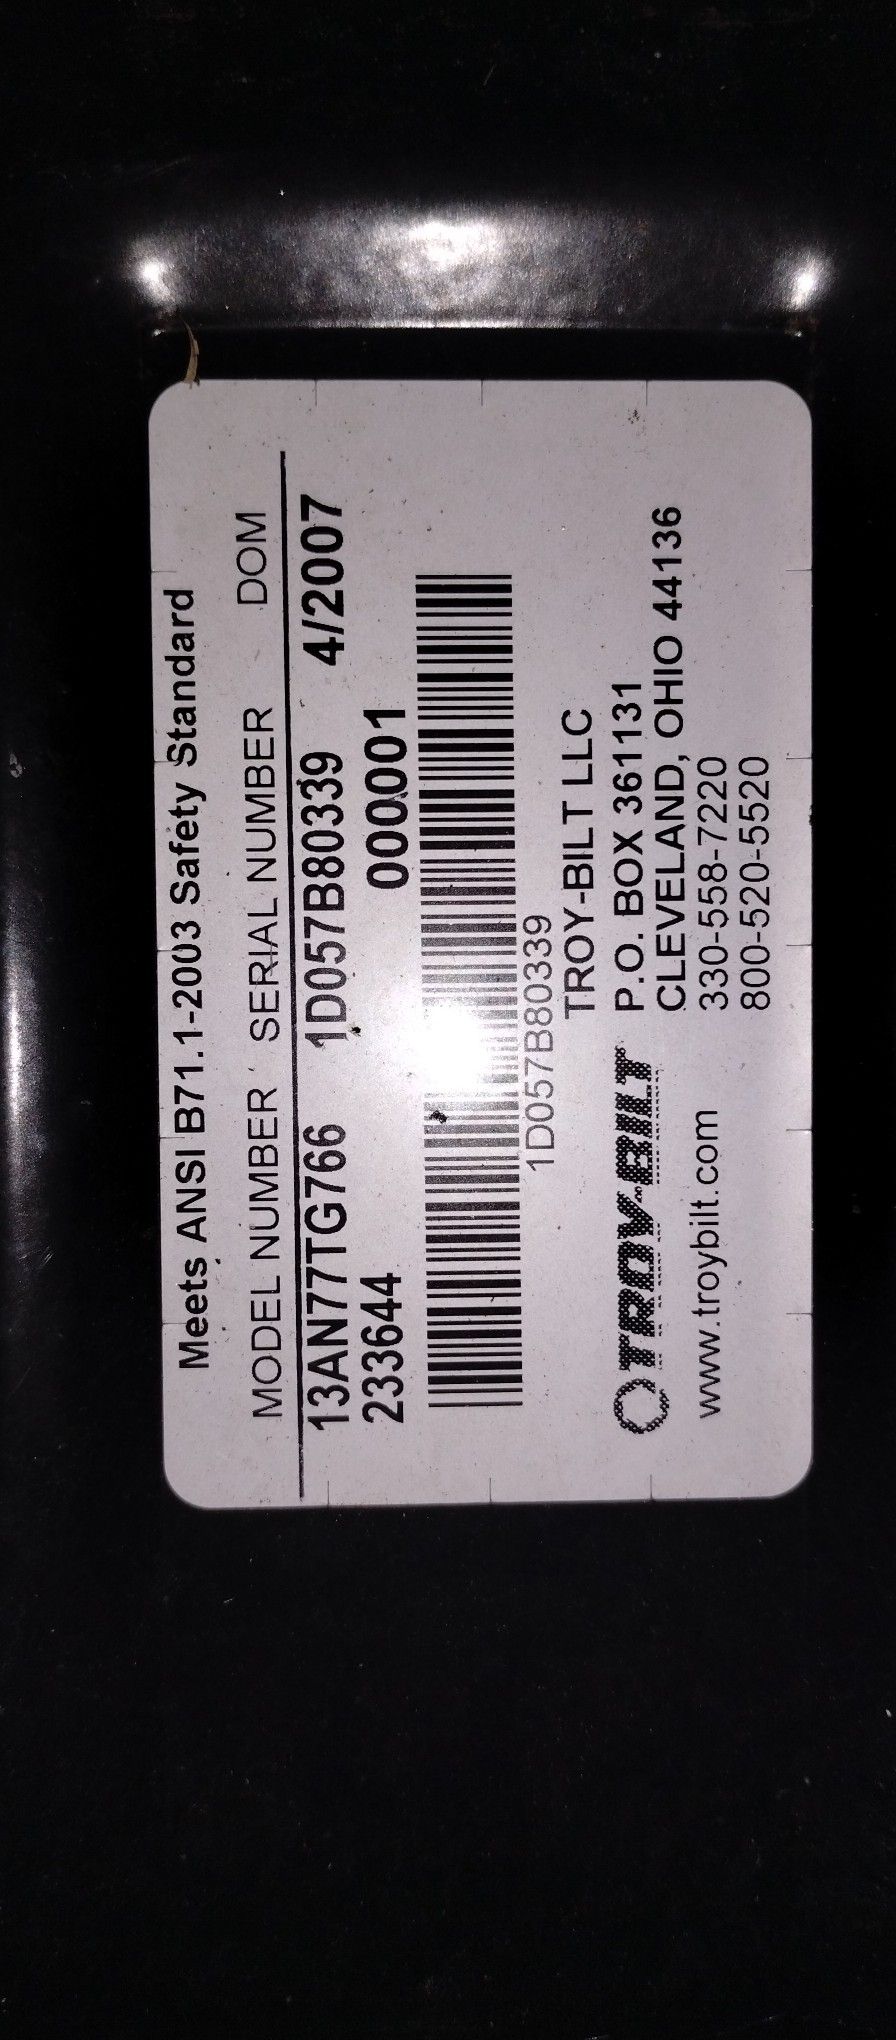 Meets ANSI B71.1-2003 Safety Standard
MODEL NUMBER SERIAL NUMBER DOM
13AN77TG766 1D057B80339 4/2007
233644 000001
1D057B80339
TROY-BILT LLC
TROY-BILT P.O. BOX 361131
CLEVELAND, OHIO 44136
www.troybilt.com 330-558-7220
800-520-5520